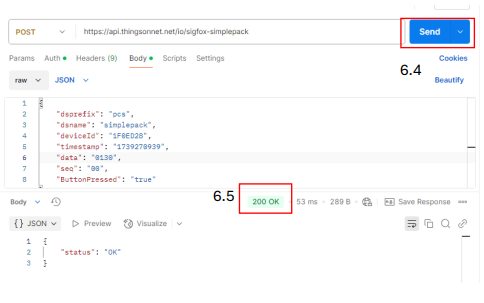 POST https://api.thingsonnet.net/io/sigfox-simplepack Send
Params Auth Headers (9) Body Scripts Settings Cookies
6.4
raw JSON Beautify
1 {
2 "dsprefix": "pcs",
3 "dsname": "simplepack",
4 "deviceId": "1F0ED28",
5 "timestamp": "1739270939",
6 "data": "0130",
7 "seq": "00",
8 "ButtonPressed": "true"
6.5
Body 200 OK 53 ms 289 B Save Response
{} JSON Preview Visualize
1 {
2 "status": "OK"
3 }